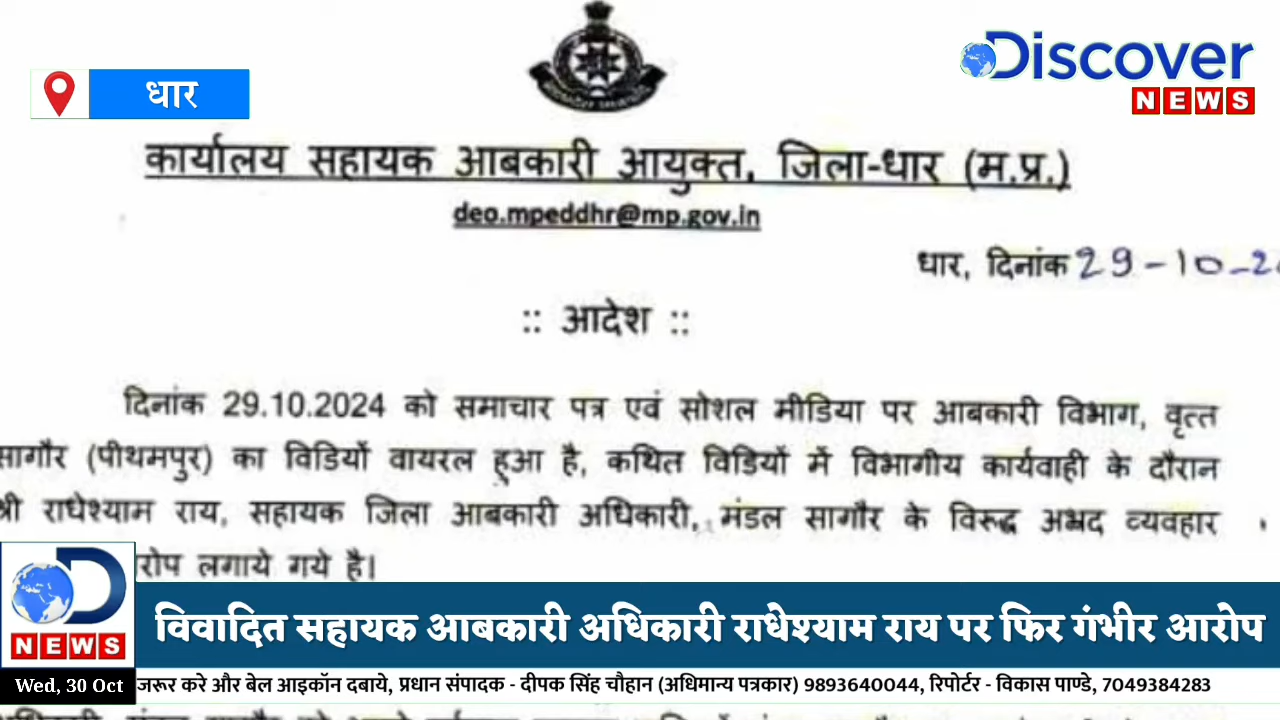 Discover
NEWS
धार
कार्यालय सहायक आबकारी आयुक्त, जिला-धार (म.प्र.)
deo.mpeddhr@mp.gov.in
धार, दिनांक 29-10-2
:: आदेश ::
दिनांक 29.10.2024 को समाचार पत्र एवं सोशल मीडिया पर आबकारी विभाग, वृत्त
सागौर (पीथमपुर) का विडियों वायरल हुआ है, कथित विडियों में विभागीय कार्यवाही के दौरान
श्री राधेश्याम राय, सहायक जिला आबकारी अधिकारी, मंडल सागौर के विरूद्ध अभ्रद व्यवहार
रोप लगाये गये है।
D
NEWS
विवादित सहायक आबकारी अधिकारी राधेश्याम राय पर फिर गंभीर आरोप
Wed, 30 Oct
जरूर करे और बेल आइकॉन दबाये, प्रधान संपादक - दीपक सिंह चौहान (अधिमान्य पत्रकार) 9893640044, रिपोर्टर - विकास पाण्डे, 7049384283